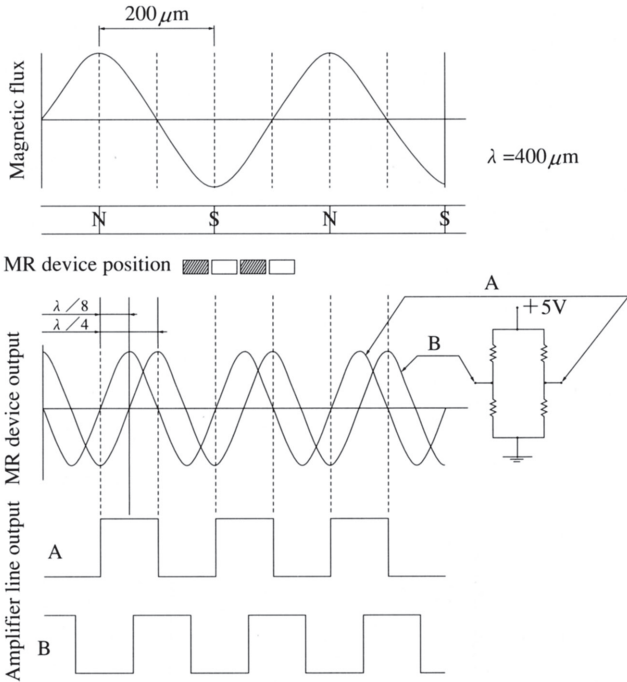 200μm
Magnetic flux
λ=400μm
N S N S
MR device position
λ/8
λ/4
A
+5V
B
MR device output
Amplifier line output
A
B